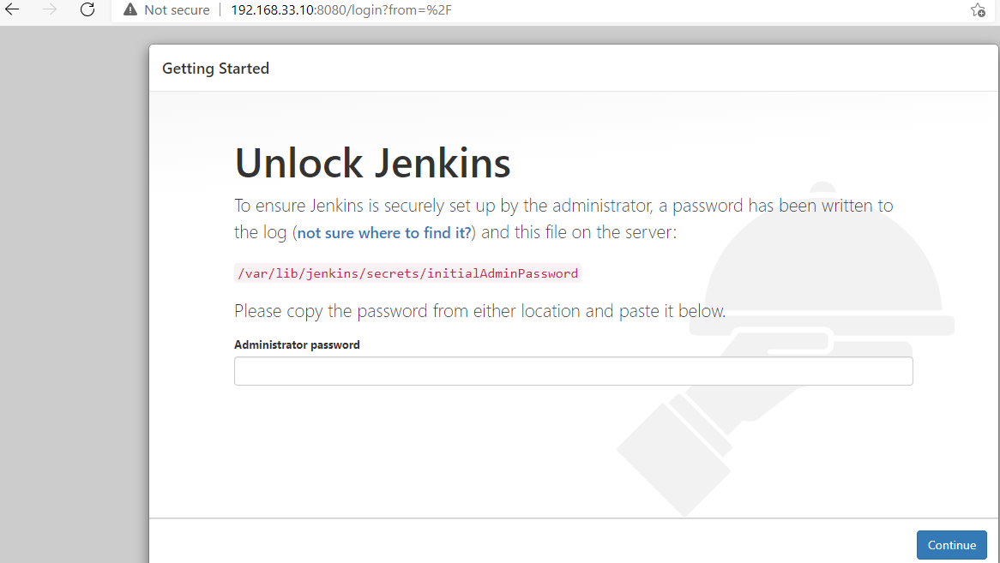 Not secure | 192.168.33.10:8080/login?from=%2F
Getting Started
Unlock Jenkins
To ensure Jenkins is securely set up by the administrator, a password has been written to
the log (not sure where to find it?) and this file on the server:
/var/lib/jenkins/secrets/initialAdminPassword
Please copy the password from either location and paste it below.
Administrator password
Continue